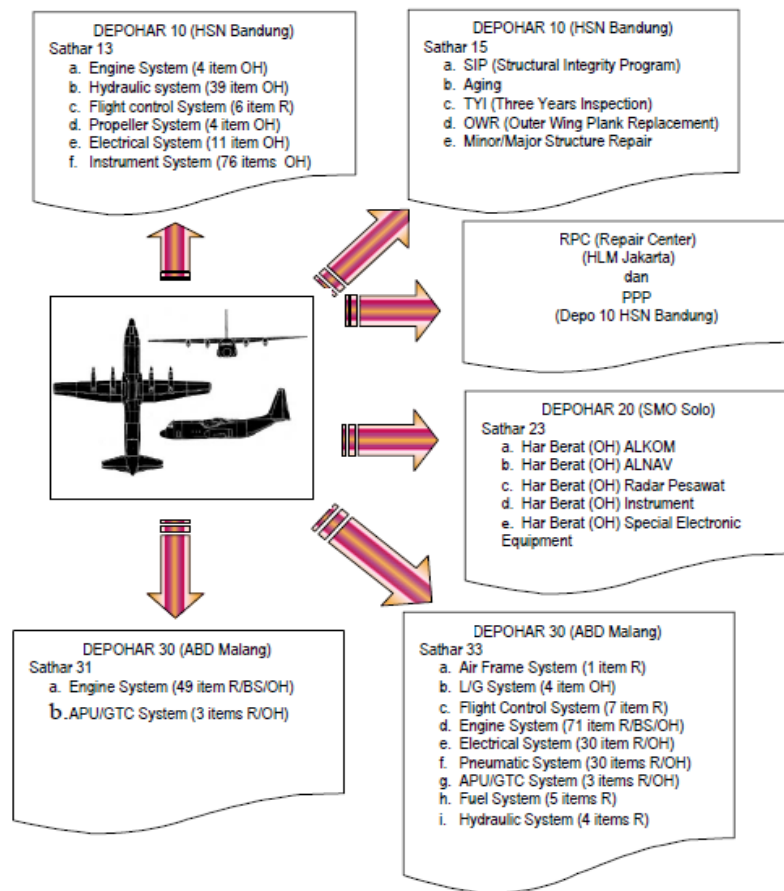 DEPOHAR 10 (HSN Bandung)
Sathar 13
a. Engine System (4 item OH)
b. Hydraulic system (39 item OH)
c. Flight control System (6 item R)
d. Propeller System (4 item OH)
e. Electrical System (11 item OH)
f. Instrument System (76 items OH)
DEPOHAR 10 (HSN Bandung)
Sathar 15
a. SIP (Structural Integrity Program)
b. Aging
c. TYI (Three Years Inspection)
d. OWR (Outer Wing Plank Replacement)
e. Minor/Major Structure Repair
RPC (Repair Center)
(HLM Jakarta)
dan
PPP
(Depo 10 HSN Bandung)
DEPOHAR 20 (SMO Solo)
Sathar 23
a. Har Berat (OH) ALKOM
b. Har Berat (OH) ALNAV
c. Har Berat (OH) Radar Pesawat
d. Har Berat (OH) Instrument
e. Har Berat (OH) Special Electronic
Equipment
DEPOHAR 30 (ABD Malang)
Sathar 31
a. Engine System (49 item R/BS/OH)
b. APU/GTC System (3 items R/OH)
DEPOHAR 30 (ABD Malang)
Sathar 33
a. Air Frame System (1 item R)
b. L/G System (4 item OH)
c. Flight Control System (7 item R)
d. Engine System (71 item R/BS/OH)
e. Electrical System (30 item R/OH)
f. Pneumatic System (30 items R/OH)
g. APU/GTC System (3 items R/OH)
h. Fuel System (5 items R)
i. Hydraulic System (4 items R)